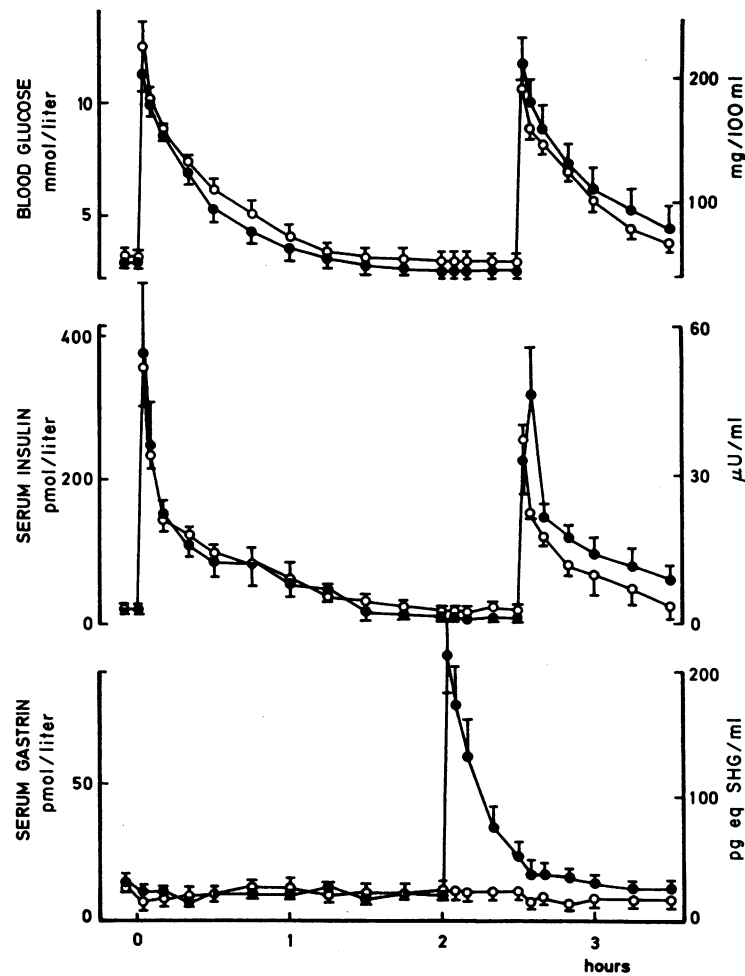 BLOOD GLUCOSE
mmol/liter
10
5
200
100
mg/100 ml
SERUM INSULIN
pmol/liter
400
200
0
60
30
0
μU/ml
SERUM GASTRIN
pmol/liter
50
0
200
100
0
pg eq SHG/ml
0
1
2
3
hours